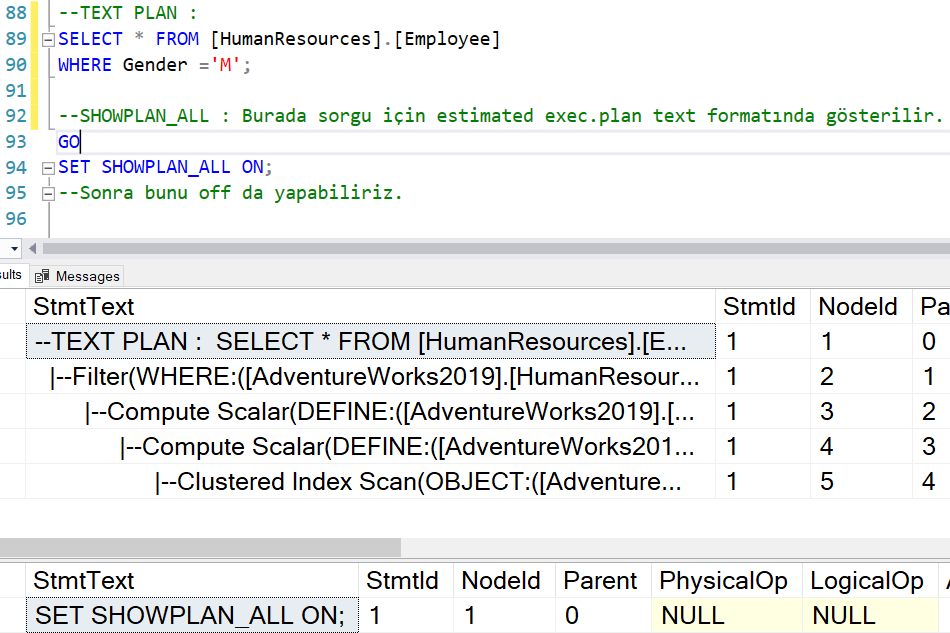 88 --TEXT PLAN :
89 SELECT * FROM [HumanResources].[Employee]
90 WHERE Gender ='M';
91
92 --SHOWPLAN_ALL : Burada sorgu için estimated exec.plan text formatında gösterilir.
93 GO
94 SET SHOWPLAN_ALL ON;
95 --Sonra bunu off da yapabiliriz.
96
sults Messages
StmtText StmtId NodeId Pa
--TEXT PLAN : SELECT * FROM [HumanResources].[E... 1 1 0
|--Filter(WHERE:([AdventureWorks2019].[HumanResour... 1 2 1
|--Compute Scalar(DEFINE:([AdventureWorks2019].[... 1 3 2
|--Compute Scalar(DEFINE:([AdventureWorks201... 1 4 3
|--Clustered Index Scan(OBJECT:([Adventure... 1 5 4
StmtText StmtId NodeId Parent PhysicalOp LogicalOp
SET SHOWPLAN_ALL ON; 1 1 0 NULL NULL